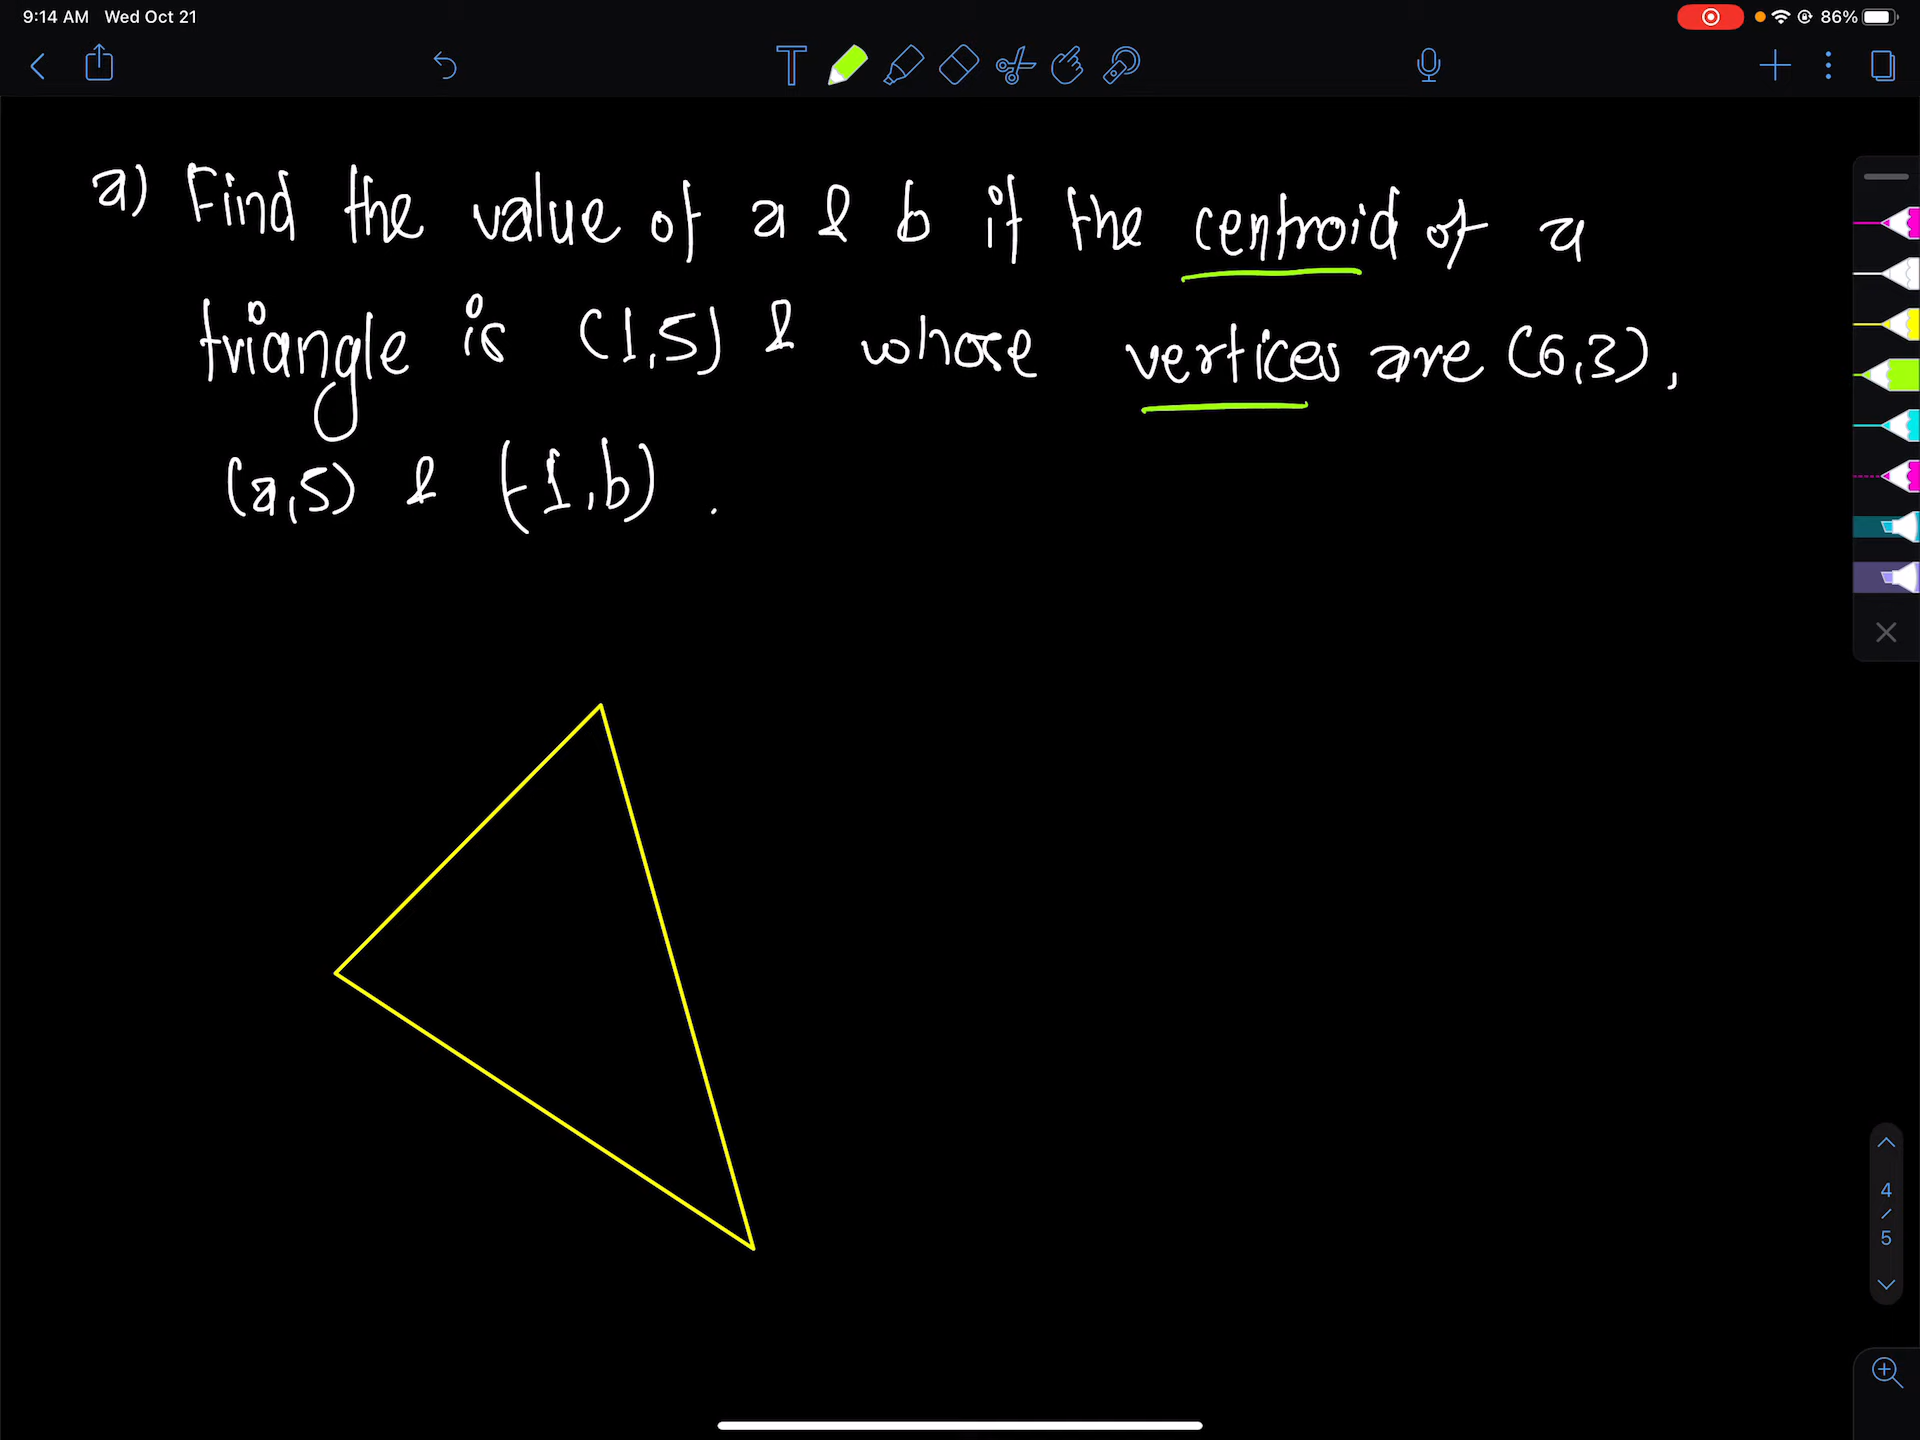 9:14 AM Wed Oct 21
86%
T
a) Find the value of a & b if the centroid of a
triangle is (1,5) & whose vertices are (6,3),
(a,5) & (-1,b) .
4
/
5